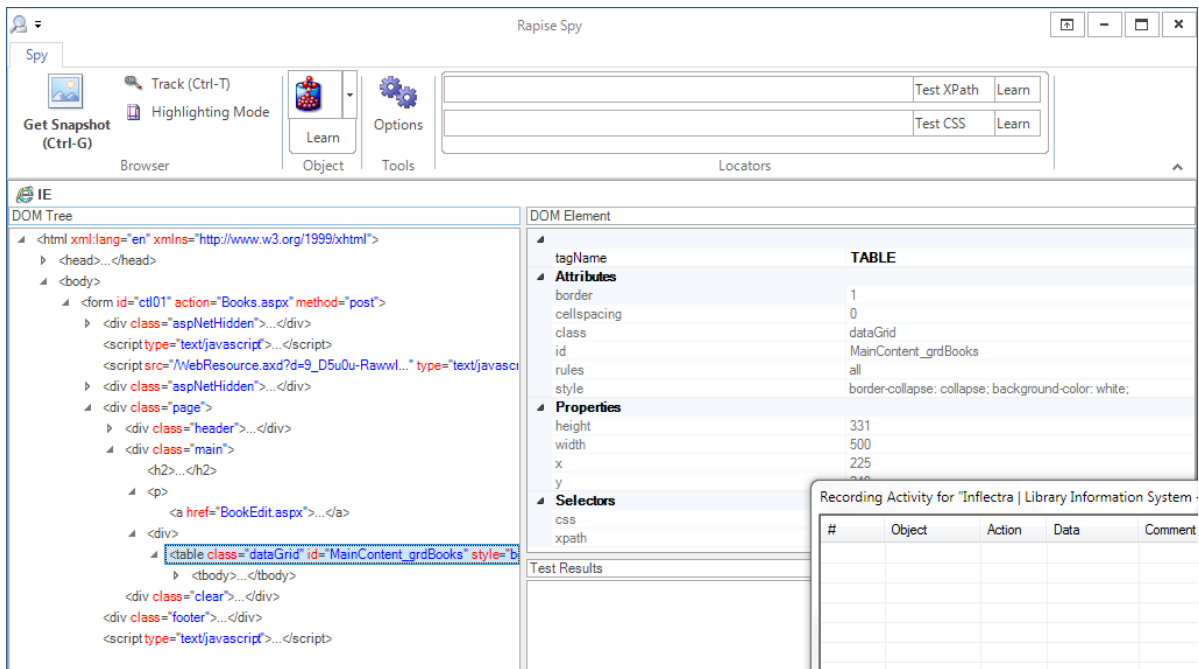 Rapise Spy
Spy
Get Snapshot (Ctrl-G)
Track (Ctrl-T)
Highlighting Mode
Browser
Learn
Object
Options
Tools
Test XPath Learn
Test CSS Learn
Locators
IE
DOM Tree
<html xml:lang="en" xmlns="http://www.w3.org/1999/xhtml">
<head>...</head>
<body>
<form id="ctl01" action="Books.aspx" method="post">
<div class="aspNetHidden">...</div>
<script type="text/javascript">...</script>
<script src="/WebResource.axd?d=9_D5u0u-RawwI..." type="text/javascr
<div class="aspNetHidden">...</div>
<div class="page">
<div class="header">...</div>
<div class="main">
<h2>...</h2>
<p>
<a href="BookEdit.aspx">...</a>
<div>
<table class="dataGrid" id="MainContent_grdBooks" style="b
<tbody>...</tbody>
<div class="clear">...</div>
<div class="footer">...</div>
<script type="text/javascript">...</script>
DOM Element
tagName TABLE
Attributes
border 1
cellspacing 0
class dataGrid
id MainContent_grdBooks
rules all
style border-collapse: collapse; background-color: white;
Properties
height 331
width 500
x 225
y
Selectors
css
xpath
Test Results
Recording Activity for "Inflectra | Library Information System -
# Object Action Data Comment